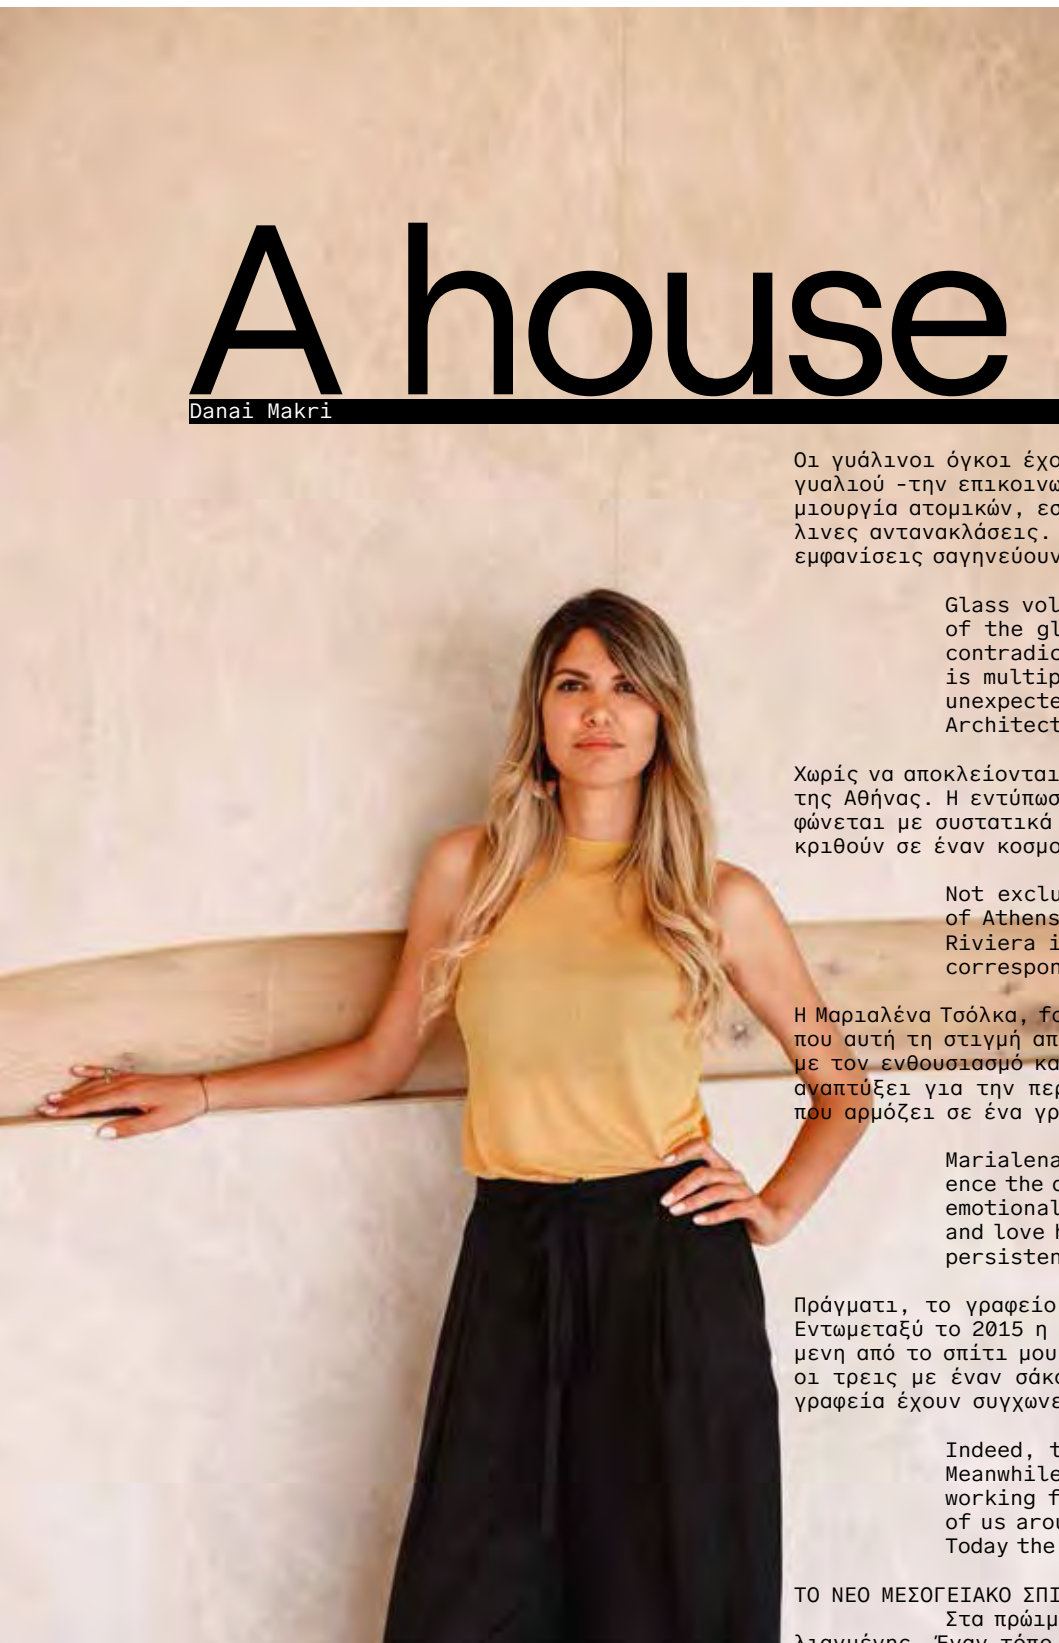 A house
Danai Makri
Οι γυάλινοι όγκοι έχο
γυαλιού -την επικοινω
μιουργία ατομικών, εσ
λινες αντανακλάσεις.
εμφανίσεις σαγηνεύουν
Glass vol
of the gl
contradic
is multip
unexpecte
Architect
Χωρίς να αποκλείονται
της Αθήνας. Η εντύπωσ
φώνεται με συστατικά
κριθούν σε έναν κοσμο
Not exclu
of Athens
Riviera i
correspon
Η Μαριαλένα Τσόλκα, fo
που αυτή τη στιγμή απ
με τον ενθουσιασμό κα
αναπτύξει για την περ
που αρμόζει σε ένα γρ
Marialena
ence the
emotional
and love h
persisten
Πράγματι, το γραφείο
Εντωμεταξύ το 2015 η
μενη από το σπίτι μου
οι τρεις με έναν σάκο
γραφεία έχουν συγχωνε
Indeed, t
Meanwhile
working f
of us arou
Today the
ΤΟ ΝΕΟ ΜΕΣΟΓΕΙΑΚΟ ΣΠΙ
Στα πρώιμ